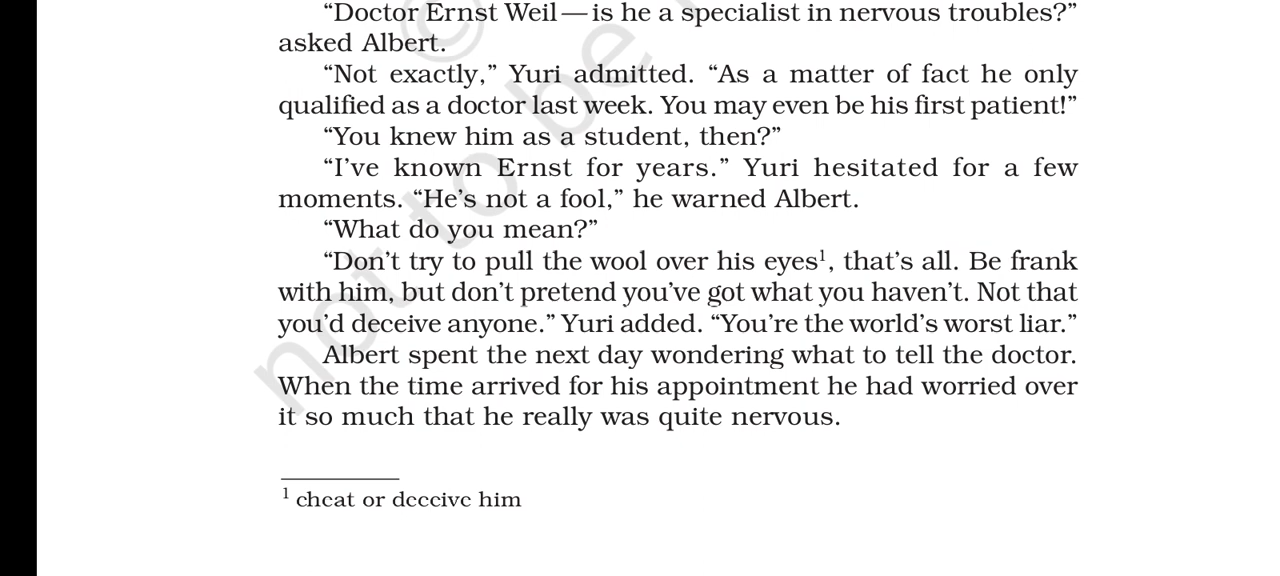 “Doctor Ernst Weil — is he a specialist in nervous troubles?”
asked Albert.
“Not exactly,” Yuri admitted. “As a matter of fact he only
qualified as a doctor last week. You may even be his first patient!”
“You knew him as a student, then?”
“I’ve known Ernst for years.” Yuri hesitated for a few
moments. “He’s not a fool,” he warned Albert.
“What do you mean?”
“Don’t try to pull the wool over his eyes¹, that’s all. Be frank
with him, but don’t pretend you’ve got what you haven’t. Not that
you’d deceive anyone.” Yuri added. “You’re the world’s worst liar.”
Albert spent the next day wondering what to tell the doctor.
When the time arrived for his appointment he had worried over
it so much that he really was quite nervous.
¹ cheat or deceive him
©
not to be